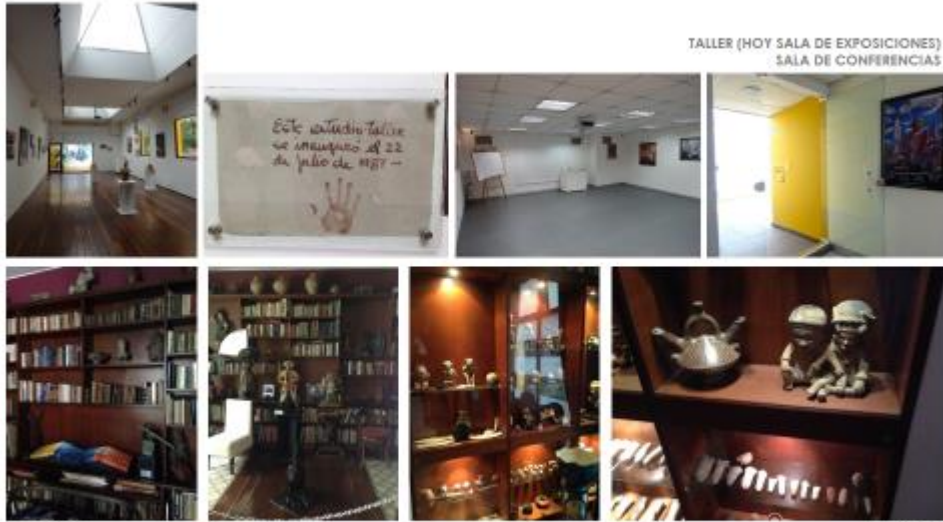 TALLER (HOY SALA DE EXPOSICIONES)
SALA DE CONFERENCIAS
Este estudio taller
se inauguró el 22
de julio de 1987 —